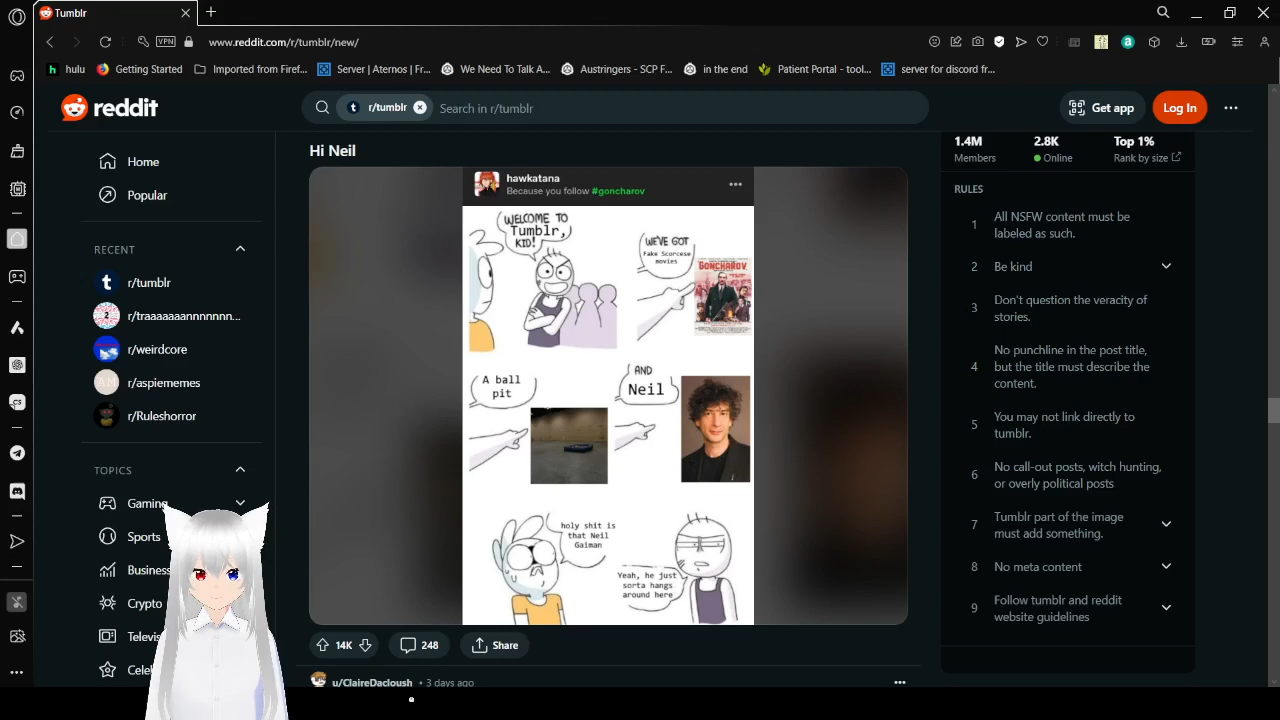 Tumblr
www.reddit.com/r/tumblr/new/
VPN
hulu
Getting Started
Imported from Firef...
Server | Aternos | Fr...
We Need To Talk A...
Austringers - SCP F...
in the end
Patient Portal - tool...
server for discord fr...
reddit
r/tumblr
Search in r/tumblr
Get app
Log In
Home
Popular
RECENT
r/tumblr
r/traaaaaaannnnnnn...
r/weirdcore
r/aspiememes
r/Ruleshorror
TOPICS
Gaming
Sports
Business
Crypto
Televis
Celeb
Hi Neil
hawkatana
Because you follow #goncharov
WELCOME TO
Tumblr,
KID!
WE'VE GOT
Fake Scorcese
movies
GONCHAROV
A ball
pit
AND
Neil
holy shit is
that Neil
Gaiman
Yeah, he just
sorta hangs
around here
14K
248
Share
u/ClaireDacloush • 3 days ago
1.4M
Members
2.8K
Online
Top 1%
Rank by size
RULES
1
All NSFW content must be
labeled as such.
2
Be kind
3
Don't question the veracity of
stories.
4
No punchline in the post title,
but the title must describe the
content.
5
You may not link directly to
tumblr.
6
No call-out posts, witch hunting,
or overly political posts
7
Tumblr part of the image
must add something.
8
No meta content
9
Follow tumblr and reddit
website guidelines